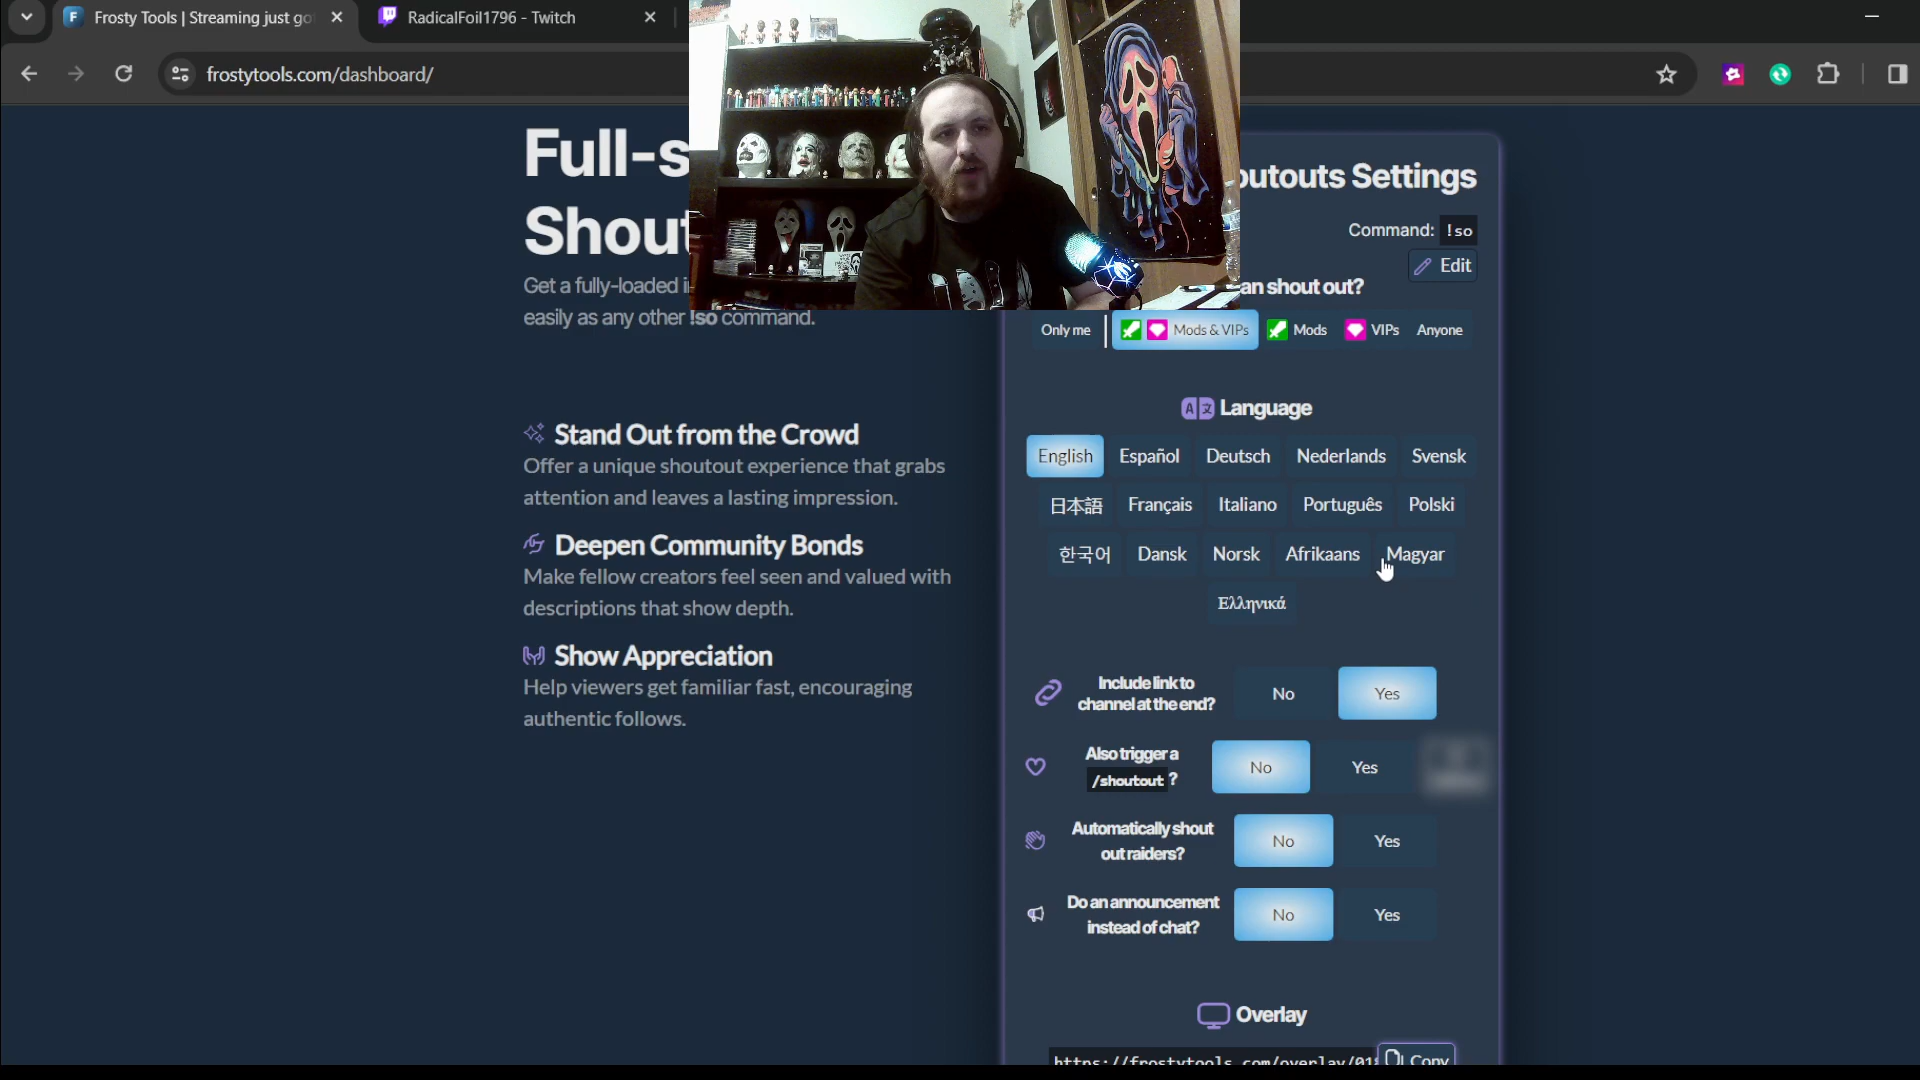 Frosty Tools | Streaming just go
RadicalFoil1796 - Twitch
frostytools.com/dashboard/
Full-s
Shout
Get a fully-loaded i
easily as any other !so command.
Stand Out from the Crowd
Offer a unique shoutout experience that grabs
attention and leaves a lasting impression.
Deepen Community Bonds
Make fellow creators feel seen and valued with
descriptions that show depth.
Show Appreciation
Help viewers get familiar fast, encouraging
authentic follows.
outouts Settings
Command: !so
Edit
an shout out?
Only me Mods & VIPs Mods VIPs Anyone
Language
English Español Deutsch Nederlands Svensk
日本語 Français Italiano Português Polski
한국어 Dansk Norsk Afrikaans Magyar
Ελληνικά
Include link to
channel at the end?
No Yes
Also trigger a
/shoutout ?
No Yes
Automatically shout
out raiders?
No Yes
Do an announcement
instead of chat?
No Yes
Overlay
https://frostytools.com/overlay/018 Copy